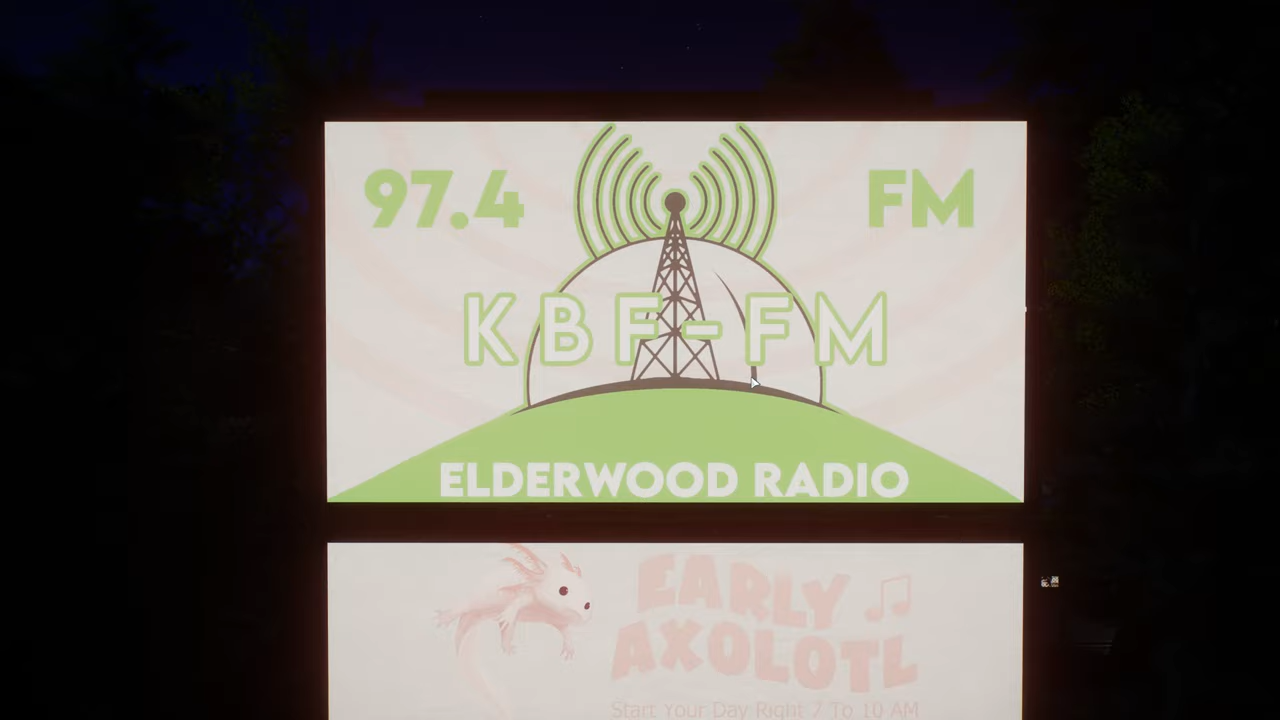 97.4 FM
KBF-FM
ELDERWOOD RADIO
EARLY
AXOLOTL
Start Your Day Right 7 To 10 AM